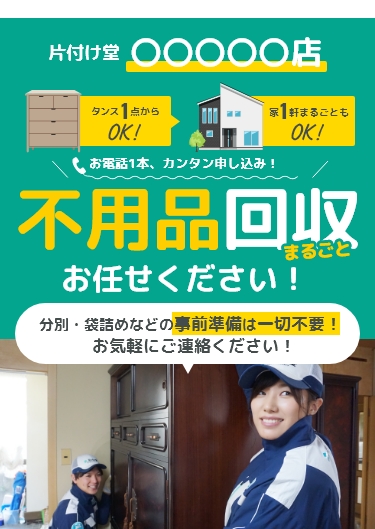 片付け堂 〇〇〇〇〇店
タンス1点から
OK!
家1軒まるごとも
OK!
お電話1本、カンタン申し込み！
不用品回収
まるごと
お任せください！
分別・袋詰めなどの事前準備は一切不要！
お気軽にご連絡ください！